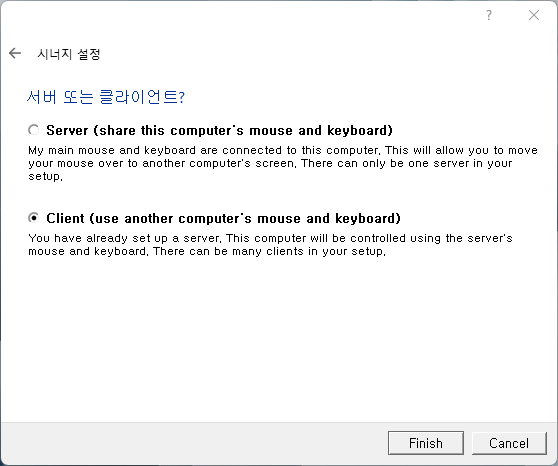 ?
시너지 설정
서버 또는 클라이언트?
Server (share this computer's mouse and keyboard)
My main mouse and keyboard are connected to this computer. This will allow you to move
your mouse over to another computer's screen. There can only be one server in your
setup.
Client (use another computer's mouse and keyboard)
You have already set up a server. This computer will be controlled using the server's
mouse and keyboard. There can be many clients in your setup.
Finish
Cancel